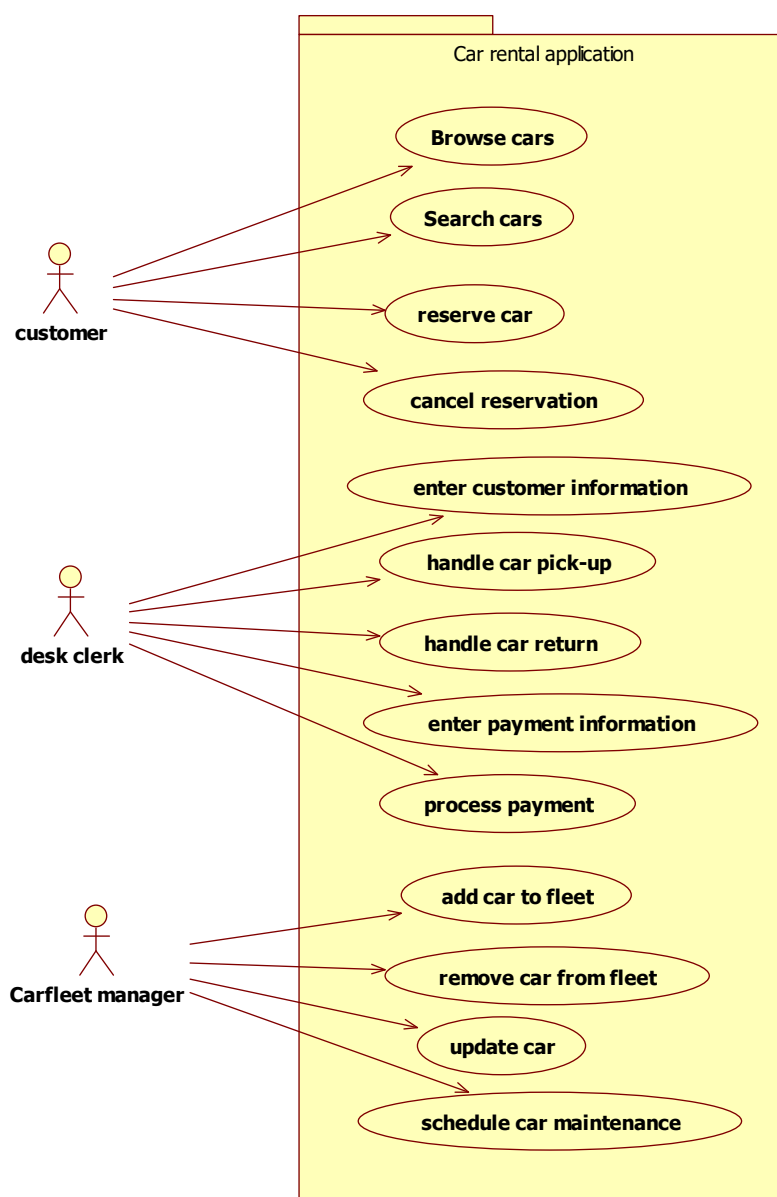 Car rental application
Browse cars
Search cars
customer
reserve car
cancel reservation
enter customer information
handle car pick-up
desk clerk
handle car return
enter payment information
process payment
add car to fleet
Carfleet manager
remove car from fleet
update car
schedule car maintenance